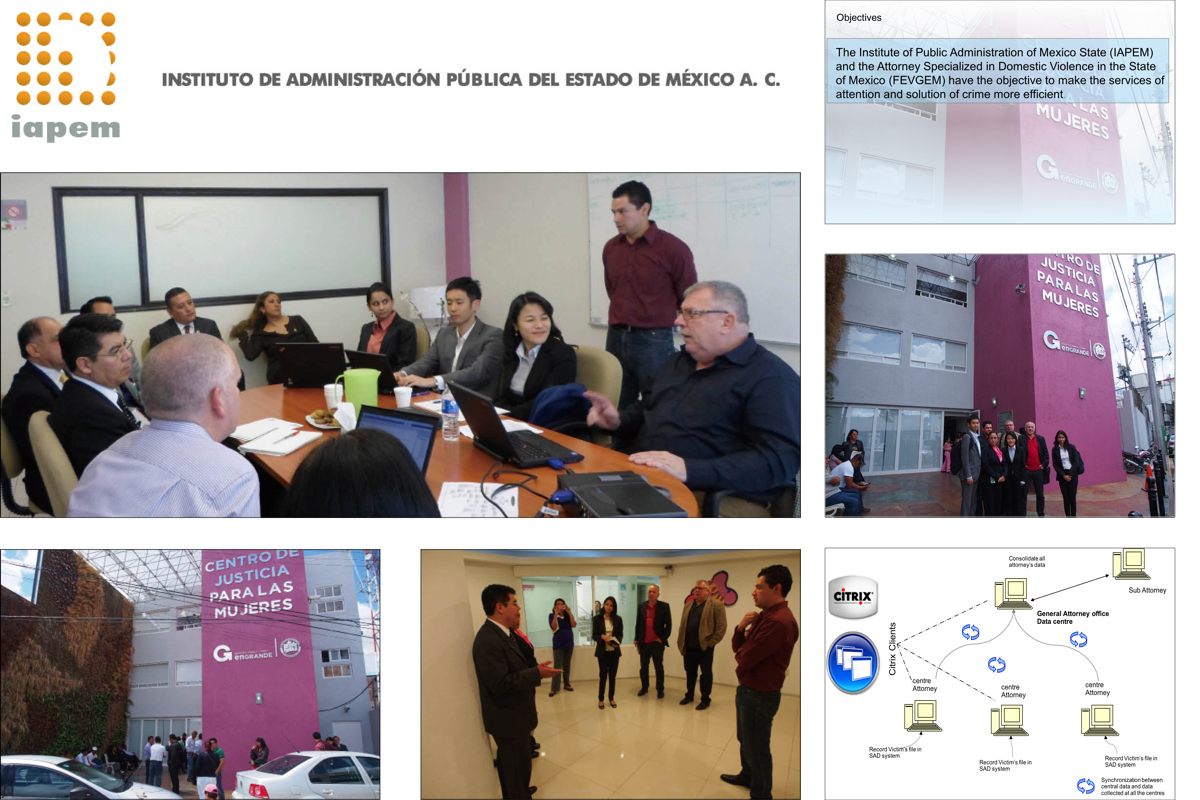 iapem
INSTITUTO DE ADMINISTRACIÓN PÚBLICA DEL ESTADO DE MÉXICO A. C.
Objectives
The Institute of Public Administration of Mexico State (IAPEM)
and the Attorney Specialized in Domestic Violence in the State
of Mexico (FEVGEM) have the objective to make the services of
attention and solution of crime more efficient
A LAS
MUJERES
G
enGRANDE
TRO DE
JUSTICIA
PARA LAS
MUJERES
G
enGRANDE
CENTRO DE
JUSTICIA
PARA LAS
MUJERES
G
enGRANDE
CITRIX
Citrix Clients
Consolidate all
attorney's data
Sub Attorney
General Attorney office
Data centre
centre
Attorney
centre
Attorney
centre
Attorney
Record Victim's file in
SAD system
Record Victim's file in
SAD system
Record Victim's file in
SAD system
Synchronization between
central data and data
collected at all the centres